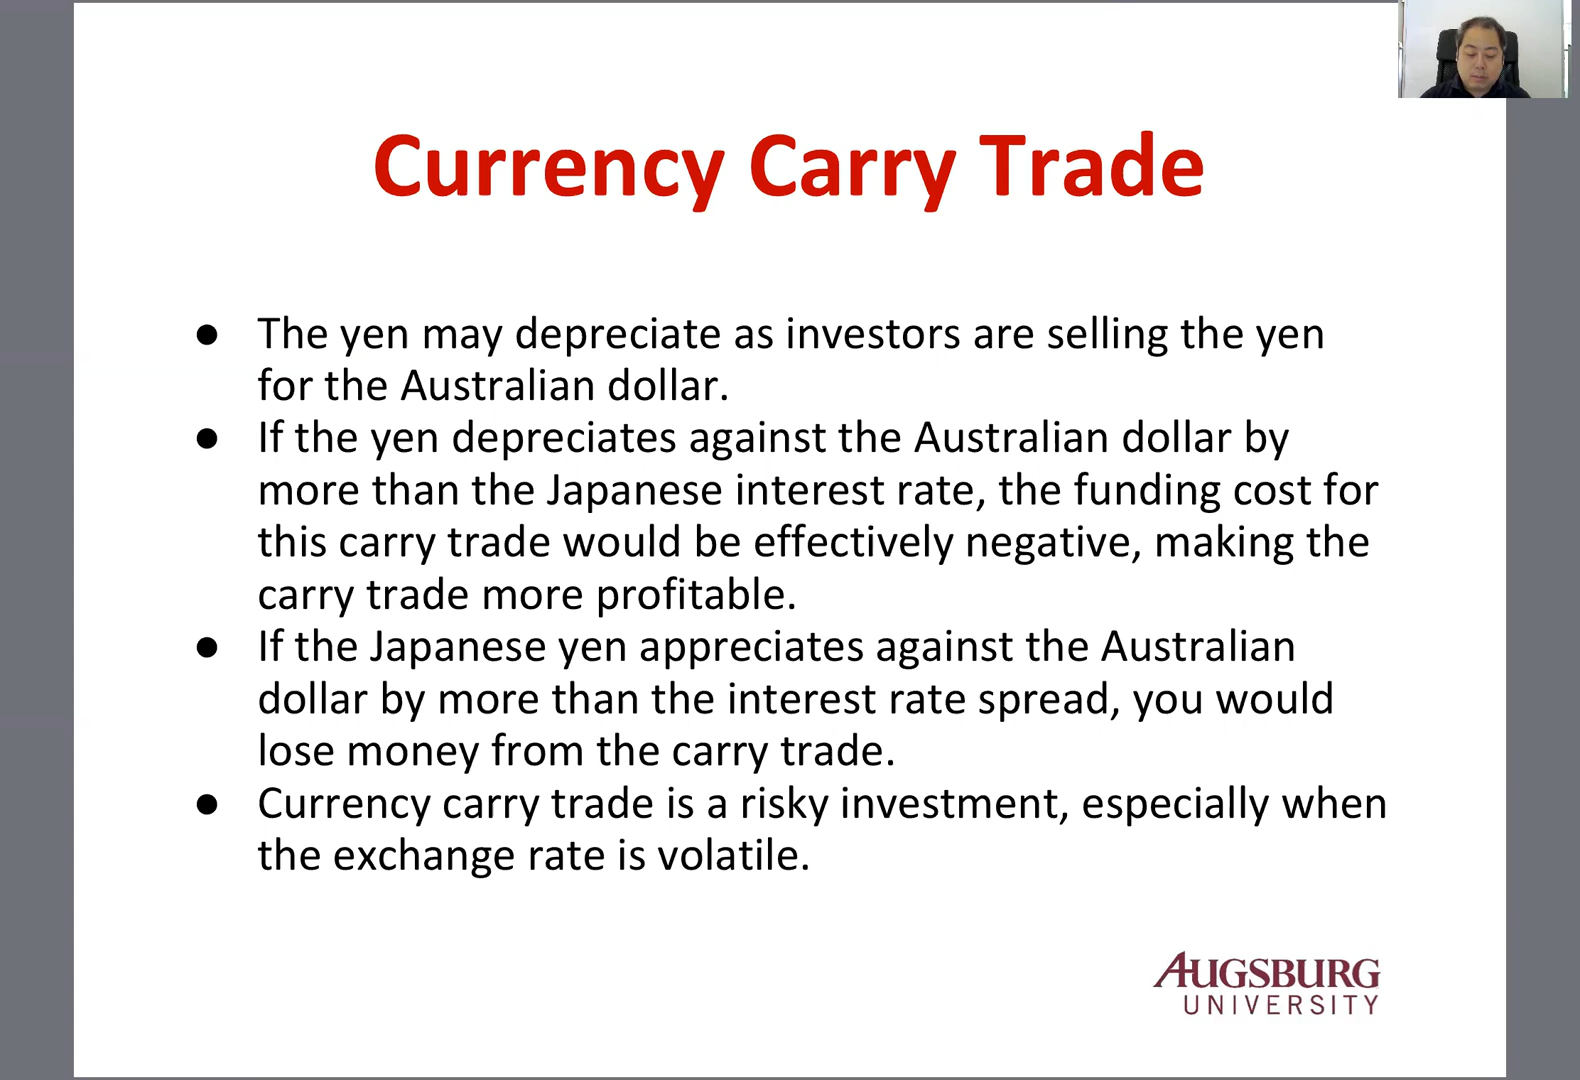 Currency Carry Trade
● The yen may depreciate as investors are selling the yen
for the Australian dollar.
● If the yen depreciates against the Australian dollar by
more than the Japanese interest rate, the funding cost for
this carry trade would be effectively negative, making the
carry trade more profitable.
● If the Japanese yen appreciates against the Australian
dollar by more than the interest rate spread, you would
lose money from the carry trade.
● Currency carry trade is a risky investment, especially when
the exchange rate is volatile.
AUGSBURG
UNIVERSITY